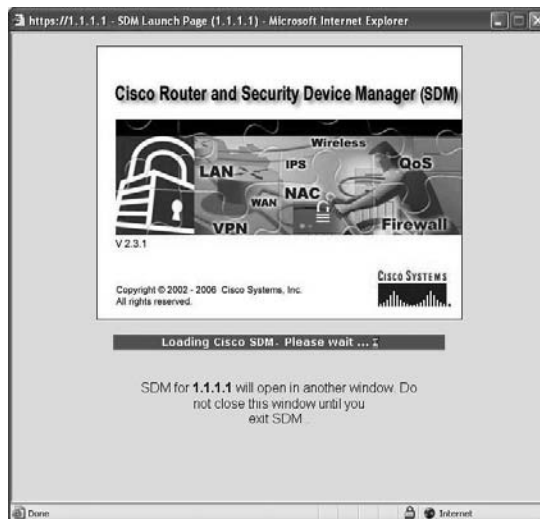 https://1.1.1.1 - SDM Launch Page (1.1.1.1) - Microsoft Internet Explorer
Cisco Router and Security Device Manager (SDM)
Wireless
LAN
IPS
QoS
WAN
NAC
VPN
Firewall
V 2.3.1
Copyright © 2002 - 2006 Cisco Systems, Inc.
All rights reserved.
CISCO SYSTEMS
Loading Cisco SDM. Please wait ...
SDM for 1.1.1.1 will open in another window. Do
not close this window until you
exit SDM .
Done
Internet